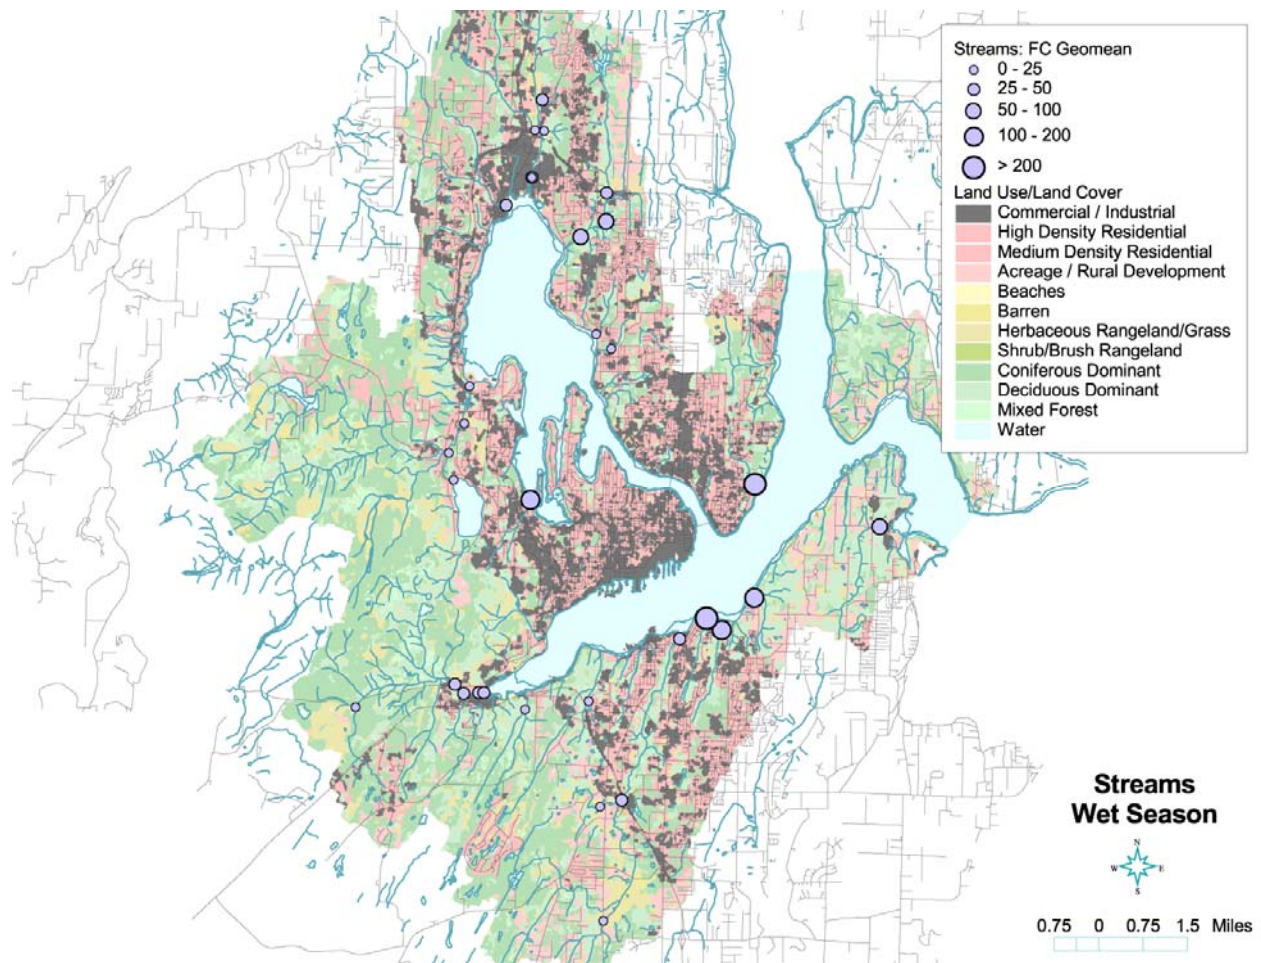 Streams: FC Geomean
0 - 25
25 - 50
50 - 100
100 - 200
> 200
Land Use/Land Cover
Commercial / Industrial
High Density Residential
Medium Density Residential
Acreage / Rural Development
Beaches
Barren
Herbaceous Rangeland/Grass
Shrub/Brush Rangeland
Coniferous Dominant
Deciduous Dominant
Mixed Forest
Water
Streams
Wet Season
N
W E
S
0.75 0 0.75 1.5 Miles